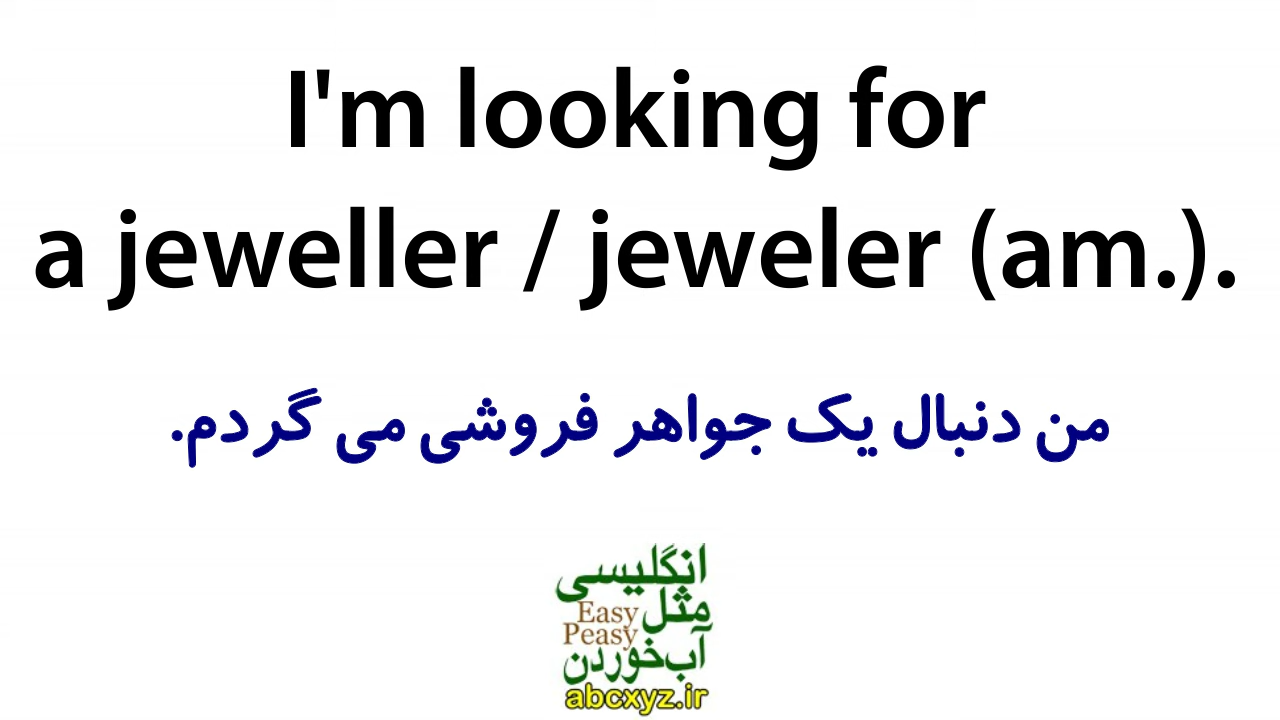 I'm looking for
a jeweller / jeweler (am.).
من دنبال یک جواهر فروشی می گردم.
انگلیسی
مثل
Easy
Peasy
آب‌خوردن
abcxyz.ir